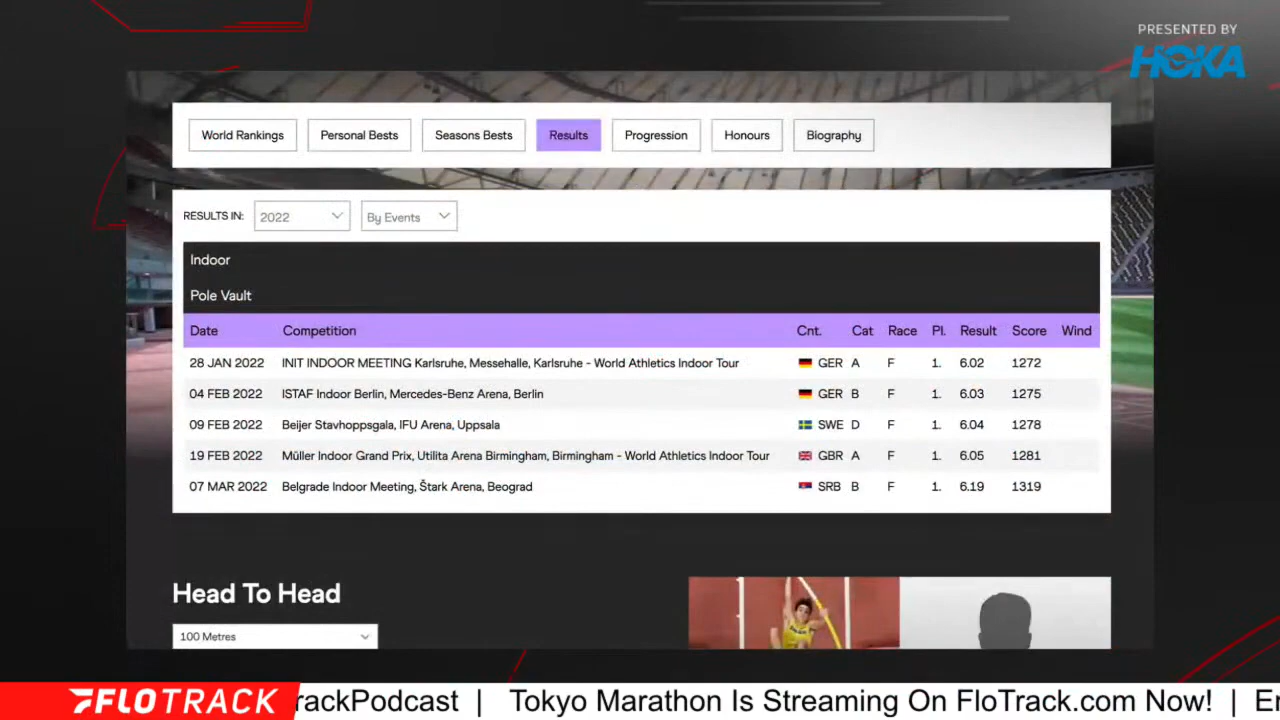 PRESENTED BY
HOKA
World Rankings Personal Bests Seasons Bests Results Progression Honours Biography
RESULTS IN: 2022 By Events
Indoor
Pole Vault
Date Competition Cnt. Cat Race Pl. Result Score Wind
28 JAN 2022 INIT INDOOR MEETING Karlsruhe, Messehalle, Karlsruhe - World Athletics Indoor Tour GER A F 1. 6.02 1272
04 FEB 2022 ISTAF Indoor Berlin, Mercedes-Benz Arena, Berlin GER B F 1. 6.03 1275
09 FEB 2022 Beijer Stavhoppsgala, IFU Arena, Uppsala SWE D F 1. 6.04 1278
19 FEB 2022 Müller Indoor Grand Prix, Utilita Arena Birmingham, Birmingham - World Athletics Indoor Tour GBR A F 1. 6.05 1281
07 MAR 2022 Belgrade Indoor Meeting, Štark Arena, Beograd SRB B F 1. 6.19 1319
Head To Head
100 Metres
FLOTRACK rackPodcast | Tokyo Marathon Is Streaming On FloTrack.com Now! |